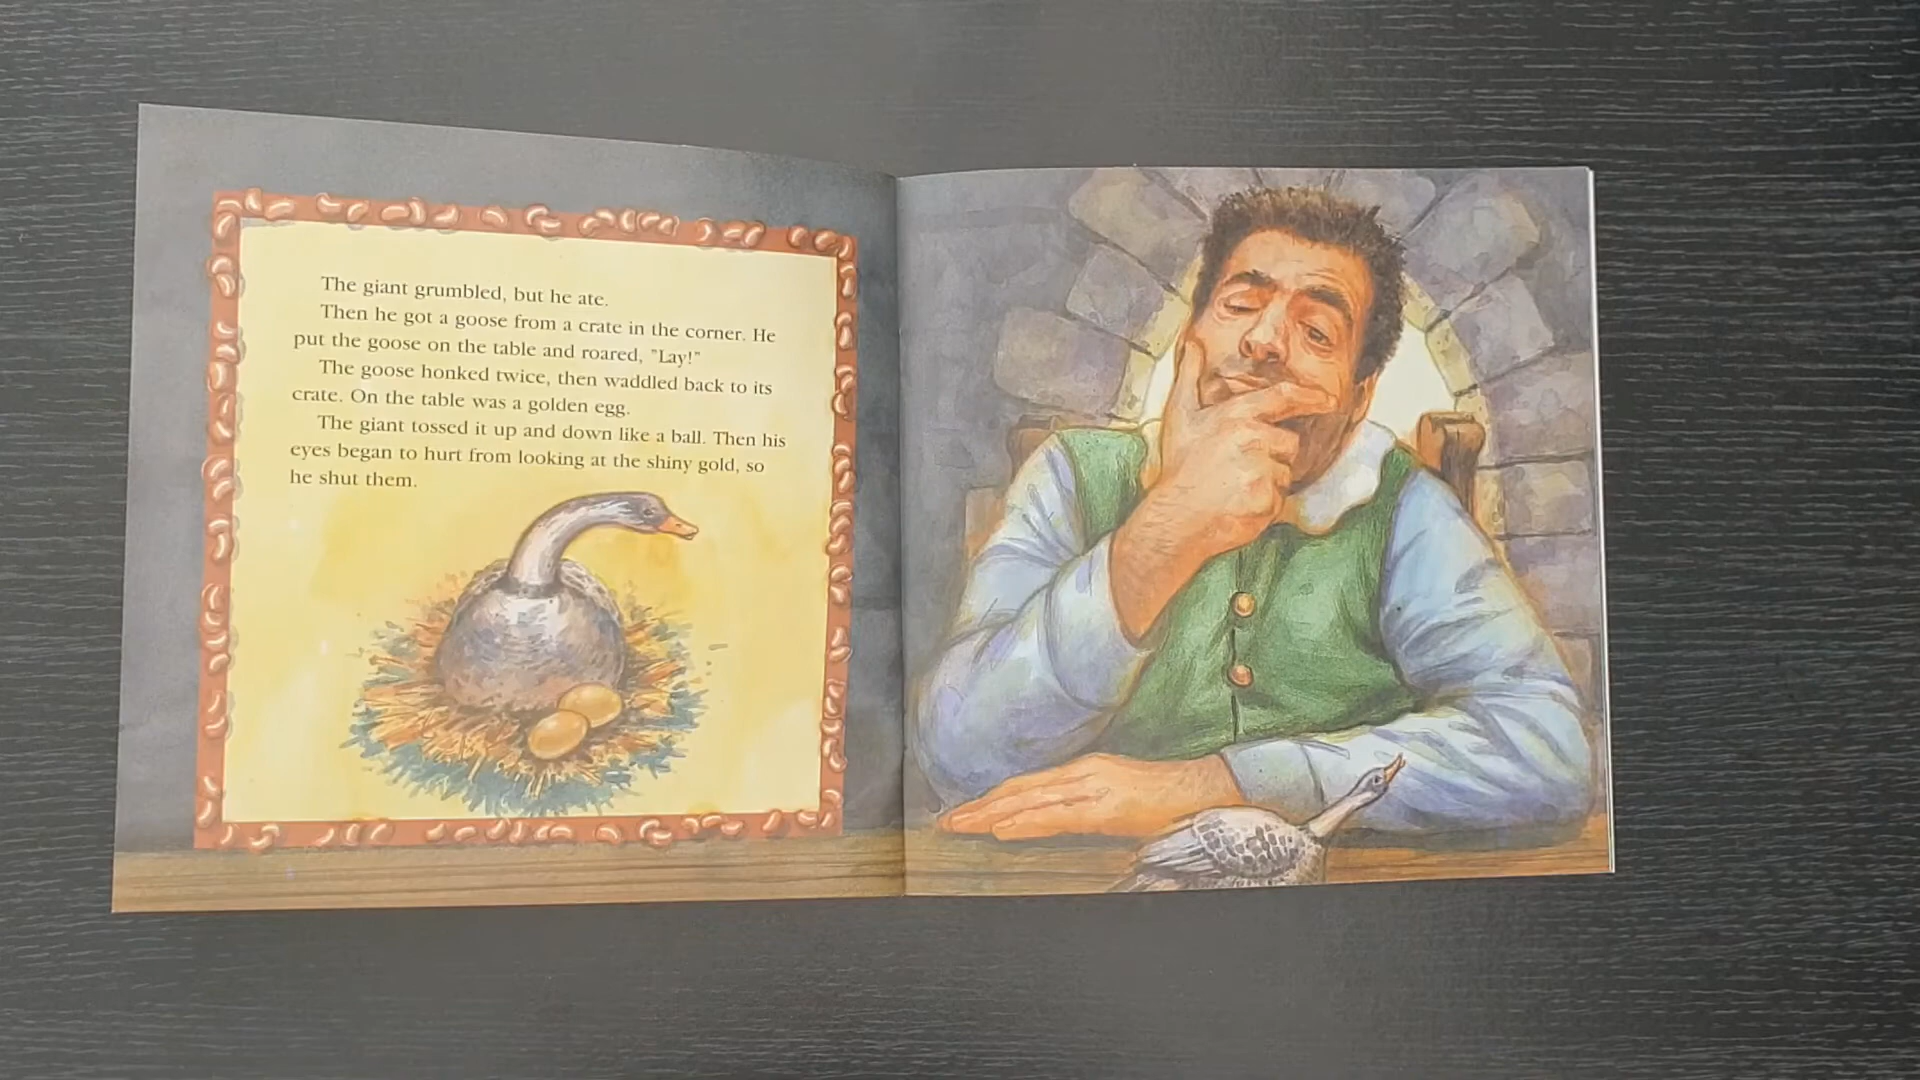 The giant grumbled, but he ate.
Then he got a goose from a crate in the corner. He
put the goose on the table and roared, "Lay!"
The goose honked twice, then waddled back to its
crate. On the table was a golden egg.
The giant tossed it up and down like a ball. Then his
eyes began to hurt from looking at the shiny gold, so
he shut them.